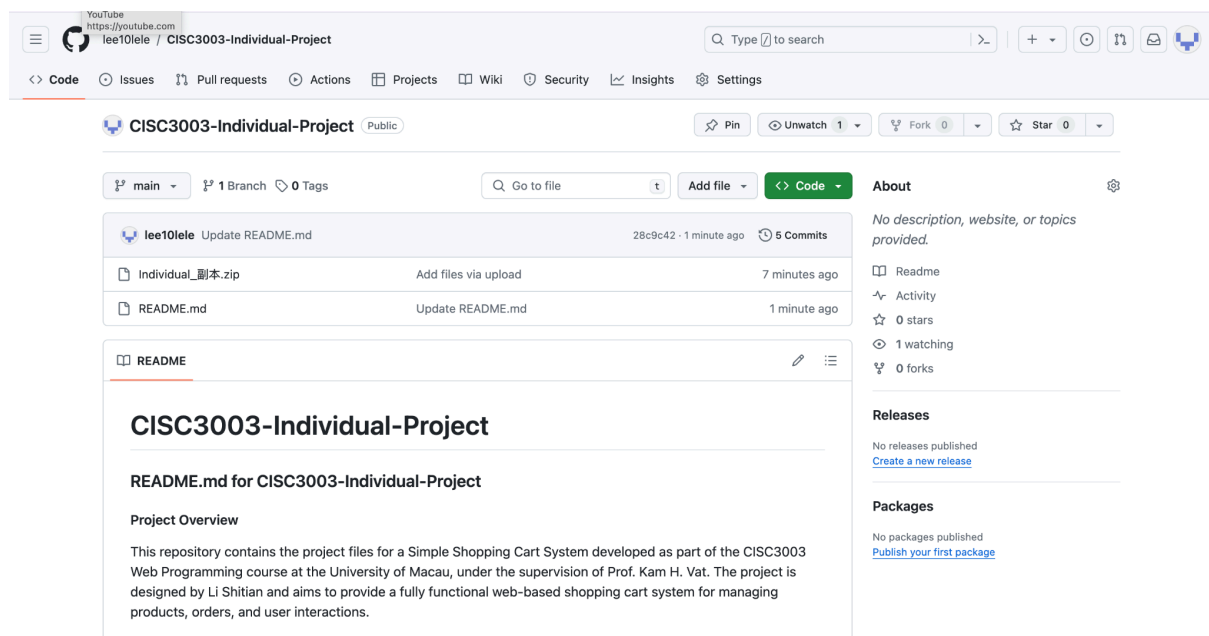 YouTube
https://youtube.com
lee10lele / CISC3003-Individual-Project
Type / to search
Code Issues Pull requests Actions Projects Wiki Security Insights Settings
CISC3003-Individual-Project Public
Pin Unwatch 1 Fork 0 Star 0
main 1 Branch 0 Tags Go to file t Add file Code
About
No description, website, or topics
provided.
lee10lele Update README.md 28c9c42 · 1 minute ago 5 Commits
Individual_副本.zip Add files via upload 7 minutes ago
README.md Update README.md 1 minute ago
Readme
Activity
0 stars
1 watching
0 forks
README
CISC3003-Individual-Project
README.md for CISC3003-Individual-Project
Project Overview
This repository contains the project files for a Simple Shopping Cart System developed as part of the CISC3003
Web Programming course at the University of Macau, under the supervision of Prof. Kam H. Vat. The project is
designed by Li Shitian and aims to provide a fully functional web-based shopping cart system for managing
products, orders, and user interactions.
Releases
No releases published
Create a new release
Packages
No packages published
Publish your first package